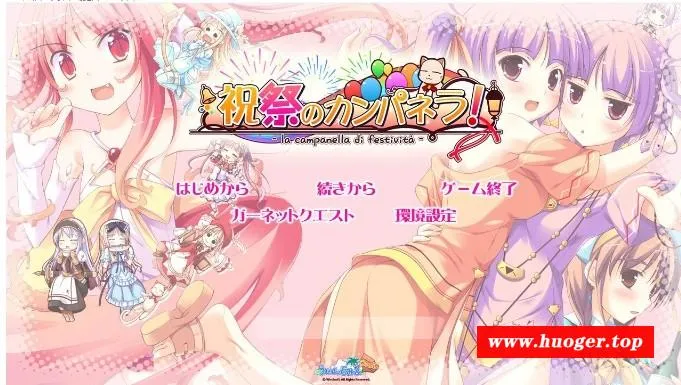 祝祭のカンパネラ!
- la campanella di festività -
はじめから 続きから ゲーム終了
ガーネットクエスト 環境設定
www.huoger.top